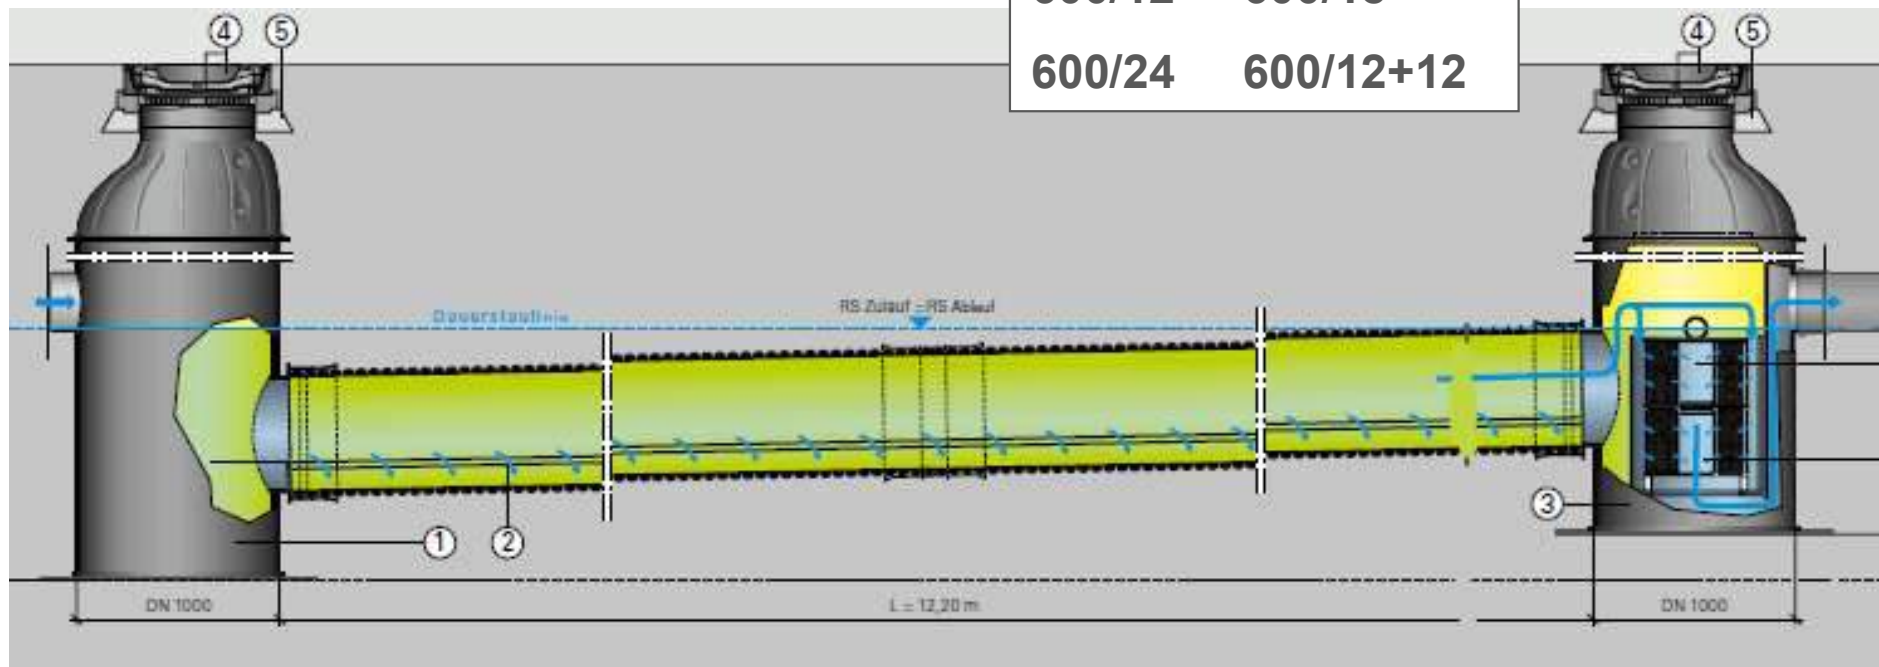 600/24 600/12+12
4 5 4 5
RS Zulauf = RS Ablauf
Dauerstaulinie
3
1 2
DN 1000 L = 12,20 m DN 1000